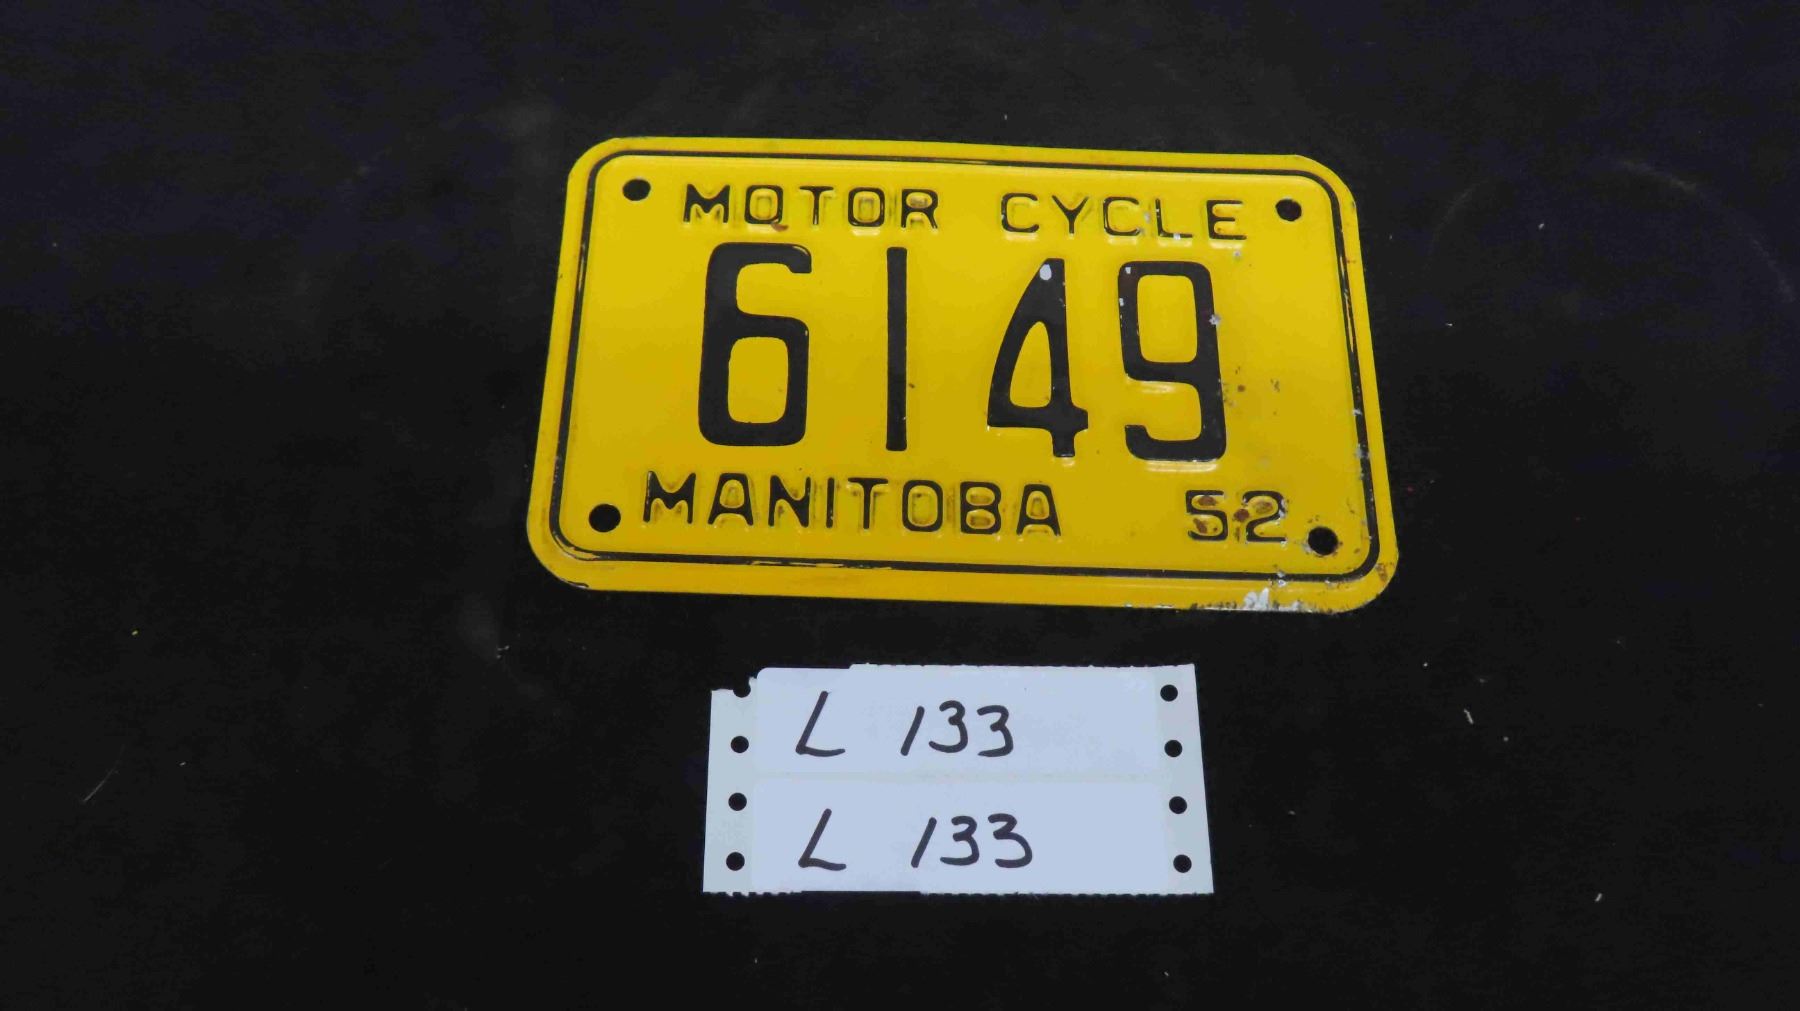 MOTOR CYCLE
6149
MANITOBA 52
L 133
L 133